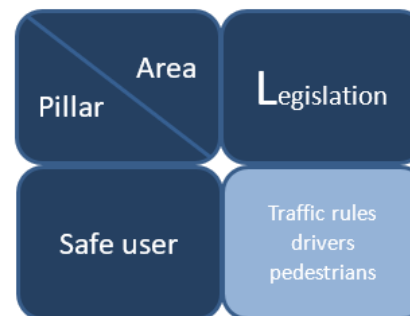 Area
Pillar
Legislation
Safe user
Traffic rules
drivers
pedestrians